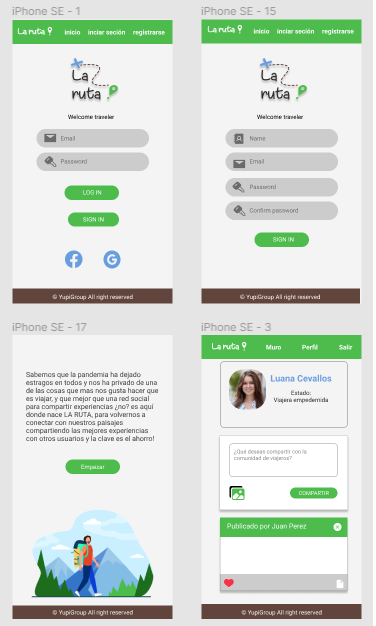 iPhone SE - 1
La ruta
inicio
inciar seción
registrarse
La
ruta
Welcome traveler
Email
Password
LOG IN
SIGN IN
© YupiGroup All right reserved
iPhone SE - 15
La ruta
inicio
inciar seción
registrarse
La
ruta
Welcome traveler
Name
Email
Password
Confirm password
SIGN IN
© YupiGroup All right reserved
iPhone SE - 17
Sabemos que la pandemia ha dejado
estragos en todos y nos ha privado de una
de las cosas que mas nos gusta hacer que
es viajar, y que mejor que una red social
para compartir experiencias ¿no? es aqui
donde nace LA RUTA, para volvernos a
conectar con nuestros paisajes
compartiendo las mejores experiencias
con otros usuarios y la clave es el ahorro!
Empezar
© YupiGroup All right reserved
iPhone SE - 3
La ruta
Muro
Perfil
Salir
Luana Cevallos
Estado:
Viajera empedernida
¿Que deseas compartir con la
comunidad de viajeros?
COMPARTIR
Publicado por Juan Perez
© YupiGroup All right reserved